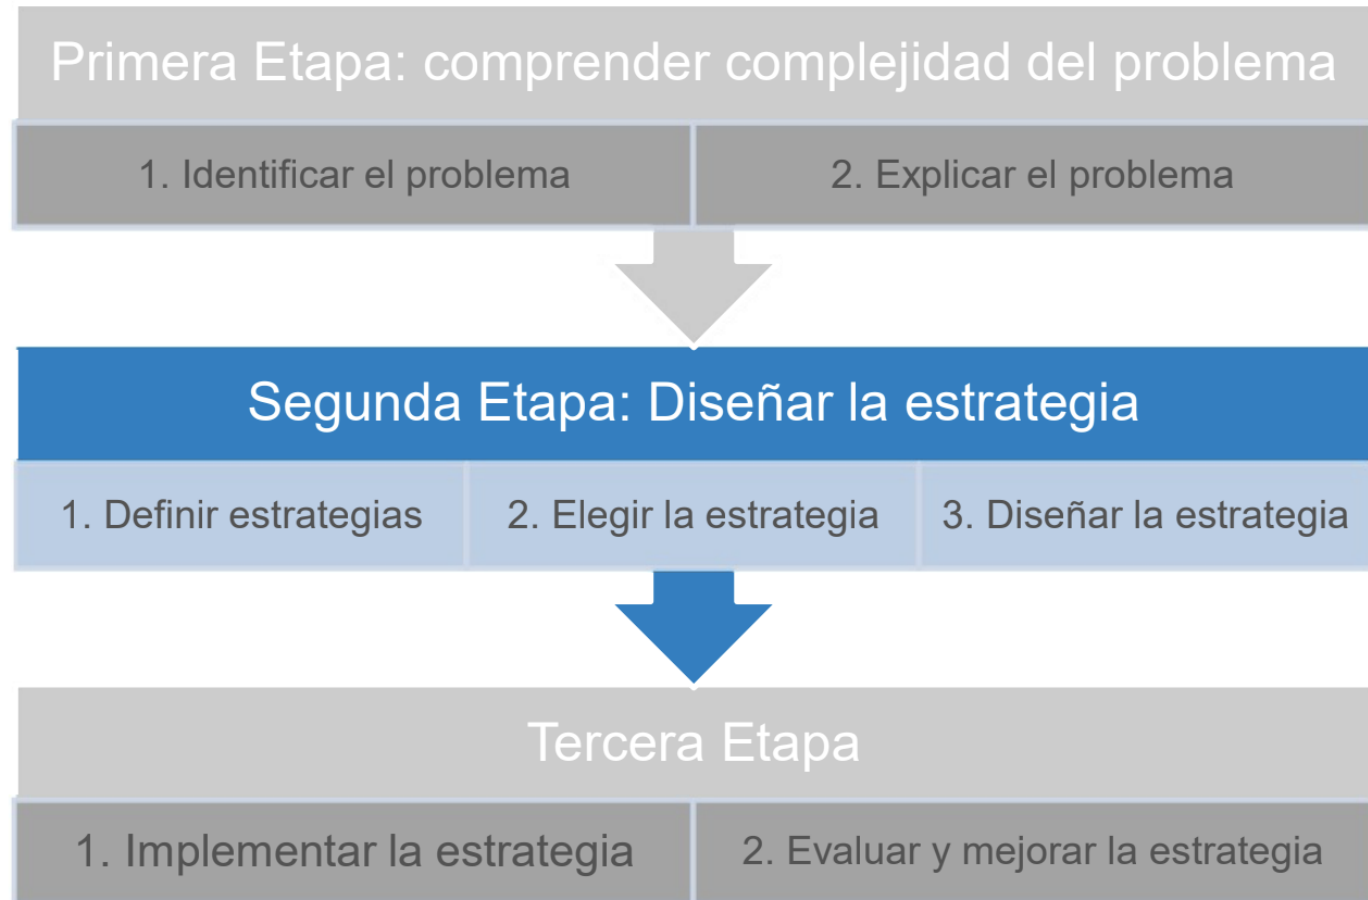 Primera Etapa: comprender complejidad del problema
1. Identificar el problema
2. Explicar el problema
Segunda Etapa: Diseñar la estrategia
1. Definir estrategias
2. Elegir la estrategia
3. Diseñar la estrategia
Tercera Etapa
1. Implementar la estrategia
2. Evaluar y mejorar la estrategia